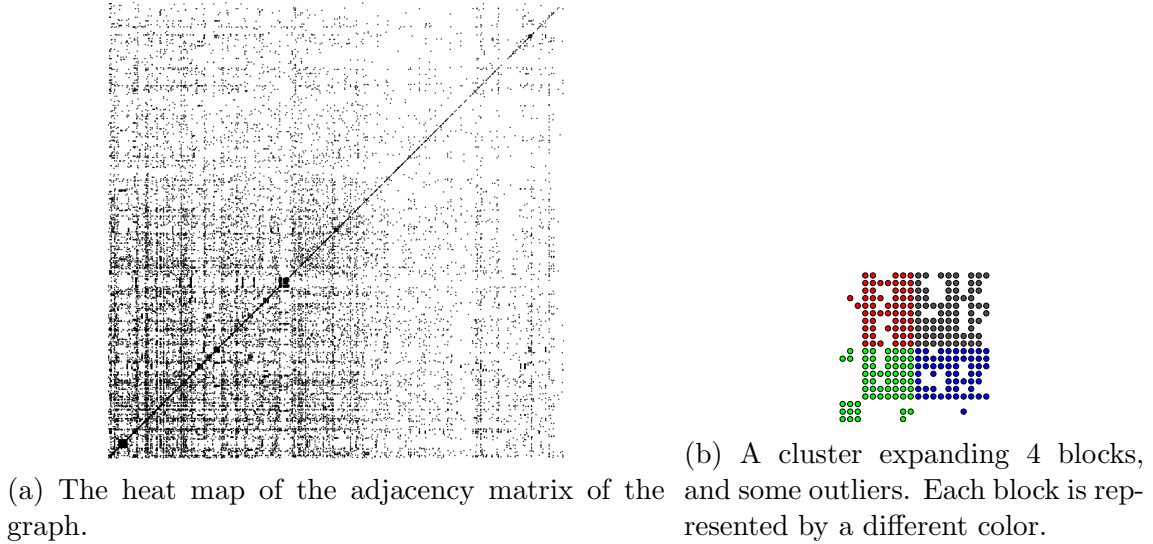 (a) The heat map of the adjacency matrix of the
graph.
(b) A cluster expanding 4 blocks,
and some outliers. Each block is rep-
resented by a different color.